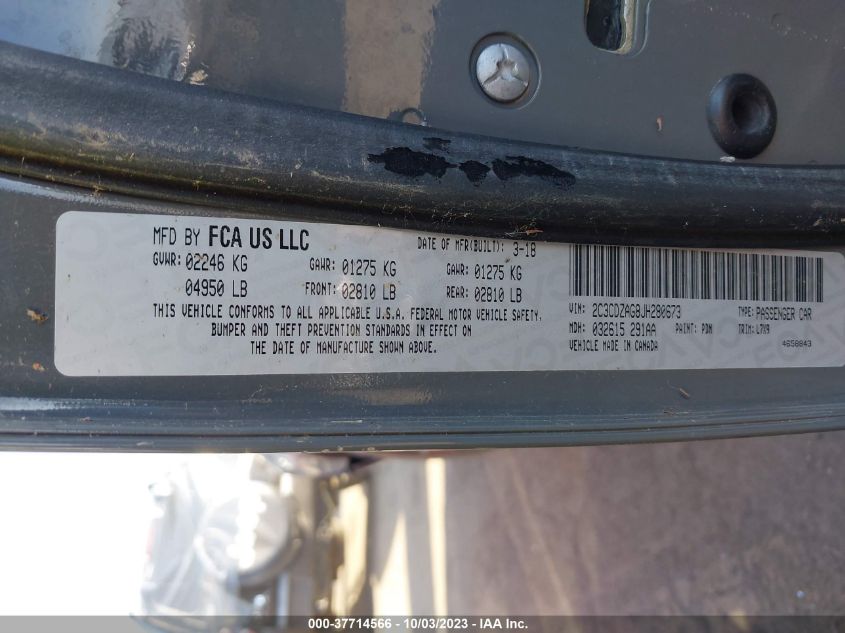 MFD BY FCA US LLC
DATE OF MFR(BUILT): 3-18
GVWR: 02246 KG GAWR: 01275 KG GAWR: 01275 KG
04950 LB FRONT: 02810 LB REAR: 02810 LB
THIS VEHICLE CONFORMS TO ALL APPLICABLE U.S.A. FEDERAL MOTOR VEHICLE SAFETY,
BUMPER AND THEFT PREVENTION STANDARDS IN EFFECT ON
THE DATE OF MANUFACTURE SHOWN ABOVE.
VIN: 2C3CDZAG8JH280673 TYPE: PASSENGER CAR
MDH: 032615 291AA PAINT: PDN TRIM: L7X9
VEHICLE MADE IN CANADA 4658843
000-37714566 - 10/03/2023 - IAA Inc.